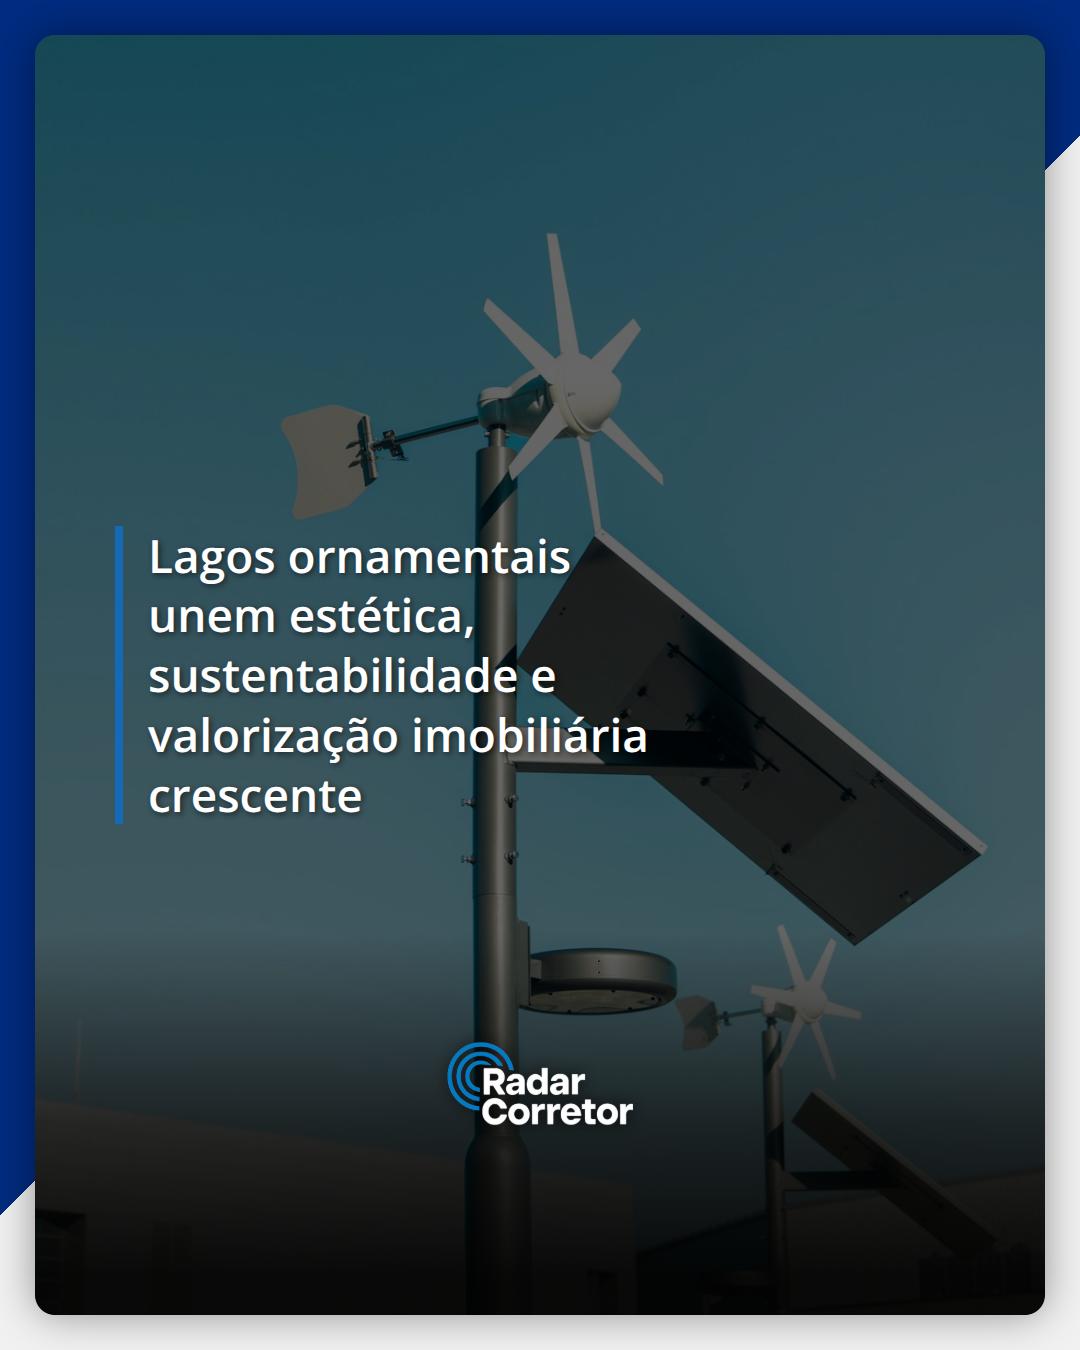 Lagos ornamentais
unem estética,
sustentabilidade e
valorização imobiliária
crescente
Radar
Corretor